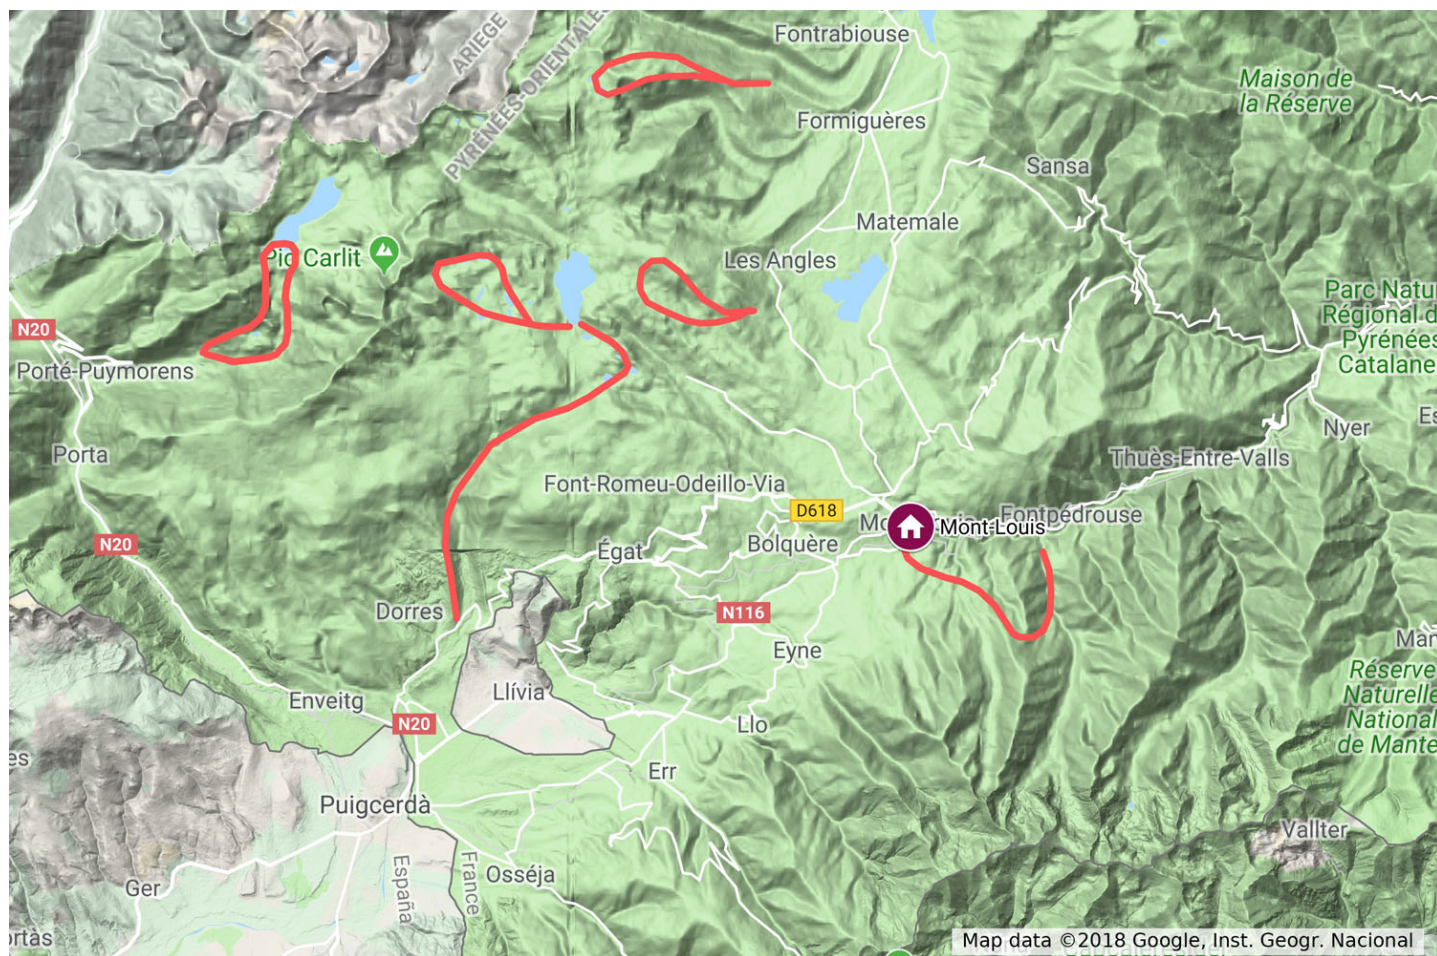 Fontrabiouse
ARIEGE
PYRÉNÉES-ORIENTALES
Maison de
la Réserve
Formiguères
Sansa
Matemale
Pic Carlit
Les Angles
Parc Natu
Régional d
Pyrénées
Catalane
N20
Porté-Puymorens
Nyer
Porta
Thuès-Entre-Valls
Font-Romeu-Odeillo-Via
D618
Fontpédrouse
Mont-Louis
N20
Bolquère
Égat
Dorres
N116
Eyne
Réserve
Naturelle
National
de Mante
Llívia
Enveitg
N20
Llo
Err
Puigcerdà
Vallter
Osséja
France
España
Ger
Map data ©2018 Google, Inst. Geogr. Nacional